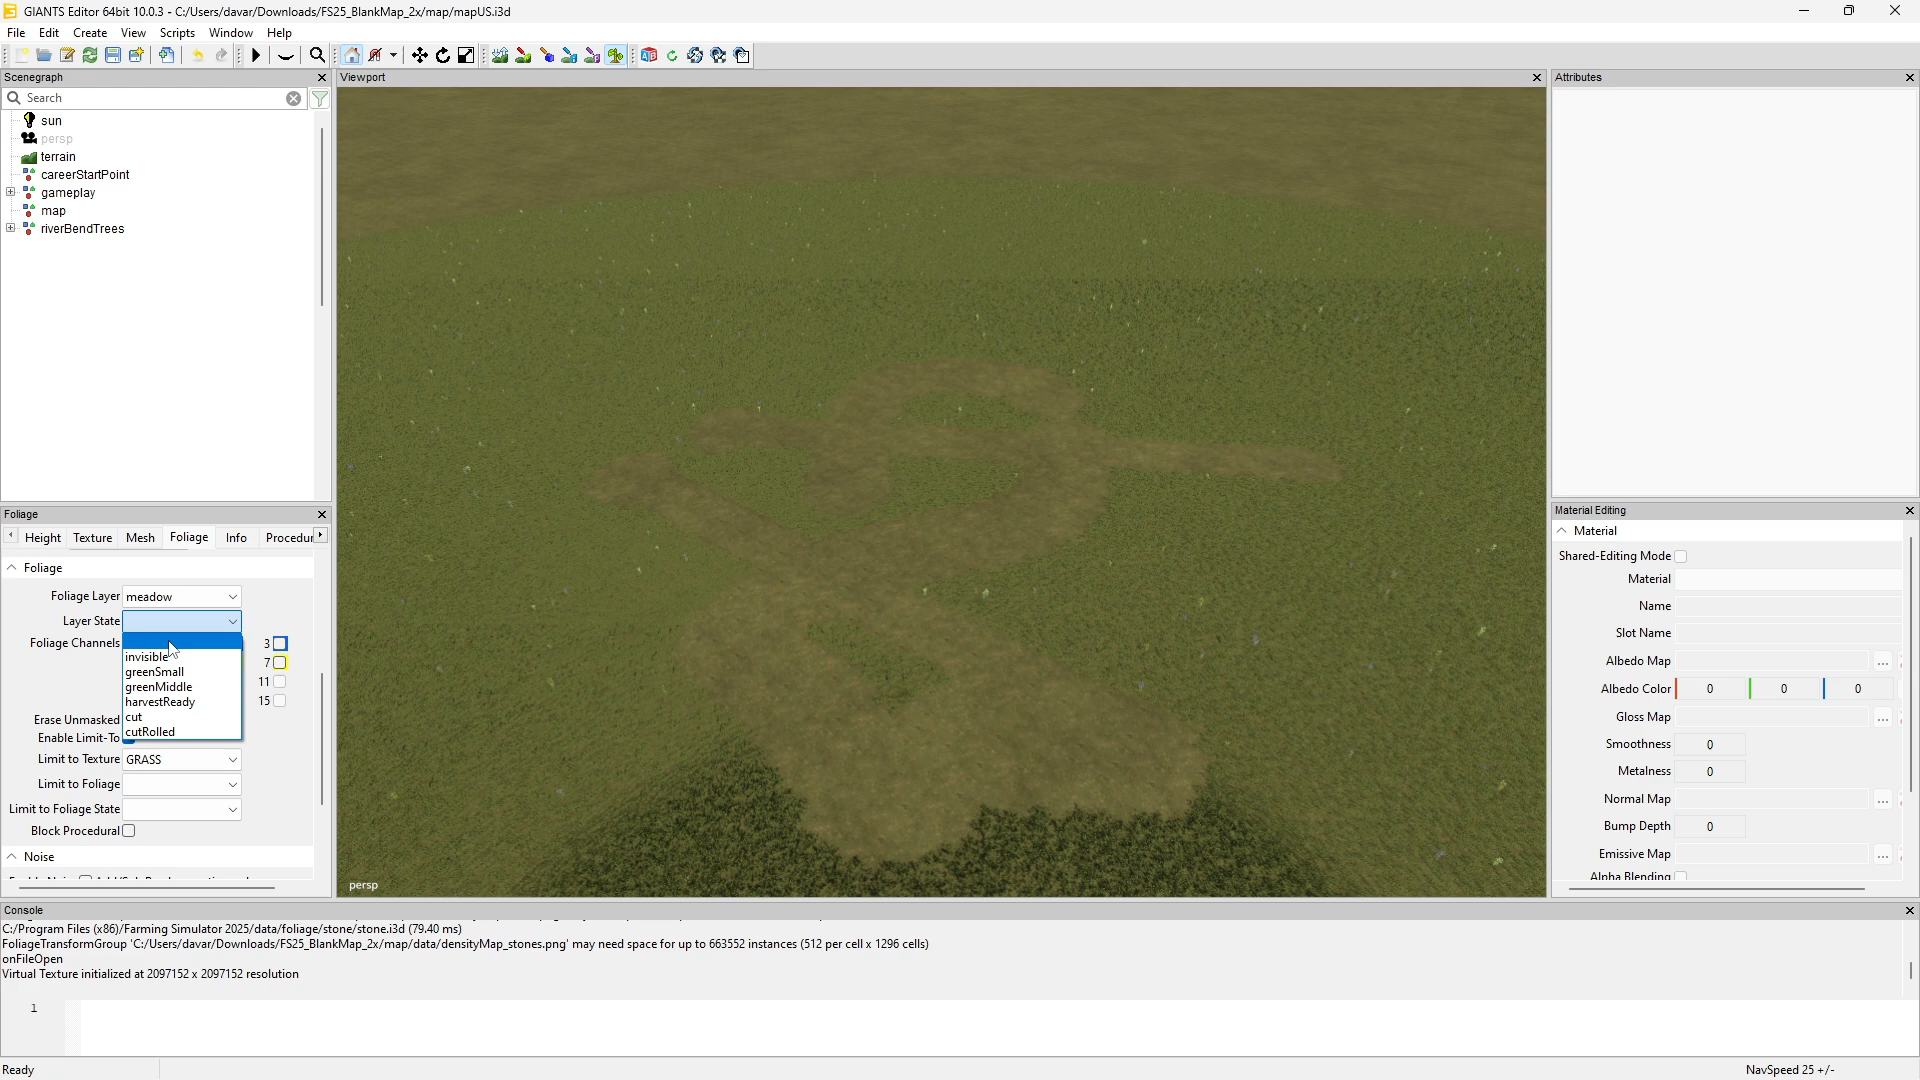 GIANTS Editor 64bit 10.0.3 - C:/Users/davar/Downloads/FS25_BlankMap_2x/map/mapUS.i3d
File Edit Create View Scripts Window Help
Scenegraph
Search
sun
persp
terrain
careerStartPoint
gameplay
map
riverBendTrees
Viewport
persp
Attributes
Foliage
Height Texture Mesh Foliage Info Procedur
Foliage
Foliage Layer meadow
Layer State
Foliage Channels 3
invisible
7
greenSmall
greenMiddle
11
harvestReady
15
cut
Erase Unmasked
cutRolled
Enable Limit-To
Limit to Texture GRASS
Limit to Foliage
Limit to Foliage State
Block Procedural
Noise
Material Editing
Material
Shared-Editing Mode
Material
Name
Slot Name
Albedo Map ...
Albedo Color 0 0 0
Gloss Map ...
Smoothness 0
Metalness 0
Normal Map ...
Bump Depth 0
Emissive Map ...
Alpha Blending
Console
C:/Program Files (x86)/Farming Simulator 2025/data/foliage/stone/stone.i3d (79.40 ms)
FoliageTransformGroup 'C:/Users/davar/Downloads/FS25_BlankMap_2x/map/data/densityMap_stones.png' may need space for up to 663552 instances (512 per cell x 1296 cells)
onFileOpen
Virtual Texture initialized at 2097152 x 2097152 resolution
1
Ready
NavSpeed 25 +/-